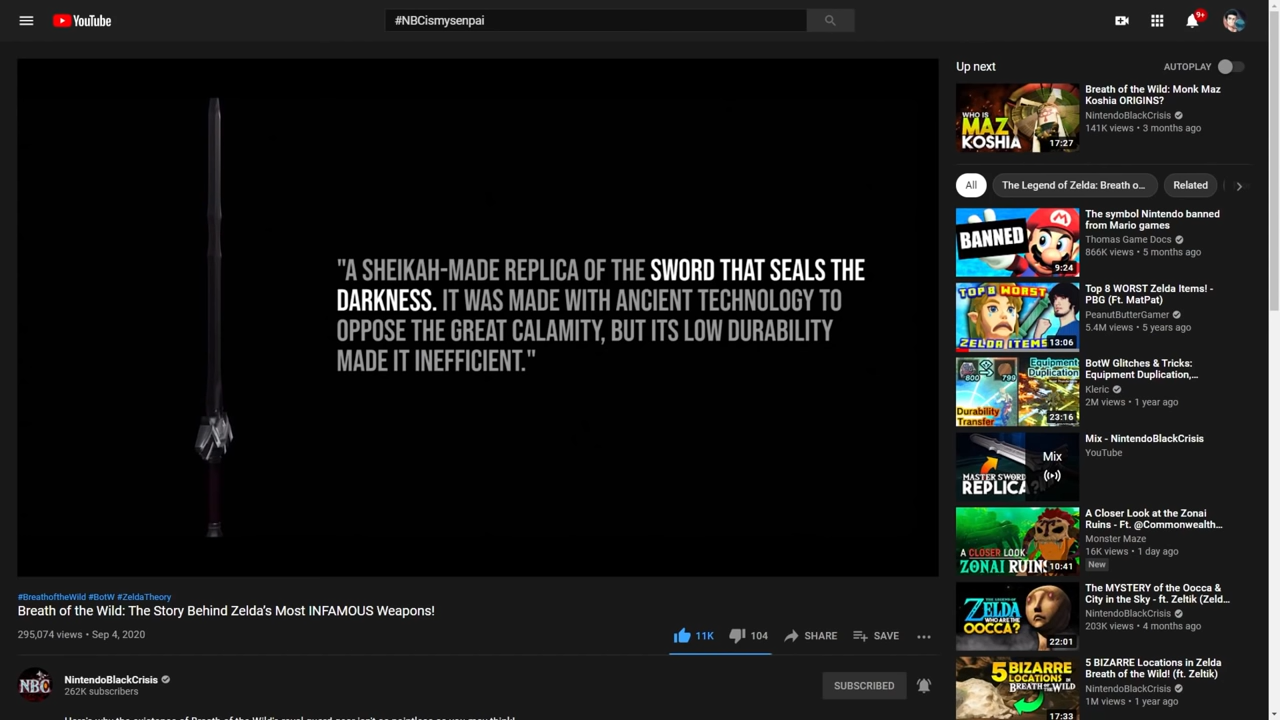 YouTube
#NBCismysenpai
9+
"A SHEIKAH-MADE REPLICA OF THE SWORD THAT SEALS THE
DARKNESS. IT WAS MADE WITH ANCIENT TECHNOLOGY TO
OPPOSE THE GREAT CALAMITY, BUT ITS LOW DURABILITY
MADE IT INEFFICIENT."
#BreathoftheWild #BotW #ZeldaTheory
Breath of the Wild: The Story Behind Zelda's Most INFAMOUS Weapons!
295,074 views • Sep 4, 2020
11K
104
SHARE
SAVE
NBC
NintendoBlackCrisis
262K subscribers
SUBSCRIBED
Up next
AUTOPLAY
WHO IS
MAZ
KOSHIA
17:27
Breath of the Wild: Monk Maz
Koshia ORIGINS?
NintendoBlackCrisis
141K views • 3 months ago
All
The Legend of Zelda: Breath o...
Related
BANNED
9:24
The symbol Nintendo banned
from Mario games
Thomas Game Docs
866K views • 5 months ago
TOP 8 WORST
ZELDA ITEMS!
13:06
Top 8 WORST Zelda Items! -
PBG (Ft. MatPat)
PeanutButterGamer
5.4M views • 5 years ago
800
799
Equipment
Duplication
Durability
Transfer
23:16
BotW Glitches & Tricks:
Equipment Duplication,...
Kleric
2M views • 1 year ago
MASTER SWORD
REPLICA
Mix
Mix - NintendoBlackCrisis
YouTube
A CLOSER LOOK
ZONAI RUINS
10:41
A Closer Look at the Zonai
Ruins - Ft. @Commonwealth...
Monster Maze
16K views • 1 day ago
New
THE LEGEND OF
ZELDA
WHO ARE THE
OOCCA?
22:01
The MYSTERY of the Oocca &
City in the Sky - ft. Zeltik (Zeld...
NintendoBlackCrisis
203K views • 4 months ago
5 BIZARRE
LOCATIONS IN
BREATH OF THE WILD!
17:33
5 BIZARRE Locations in Zelda
Breath of the Wild! (ft. Zeltik)
NintendoBlackCrisis
1M views • 1 year ago